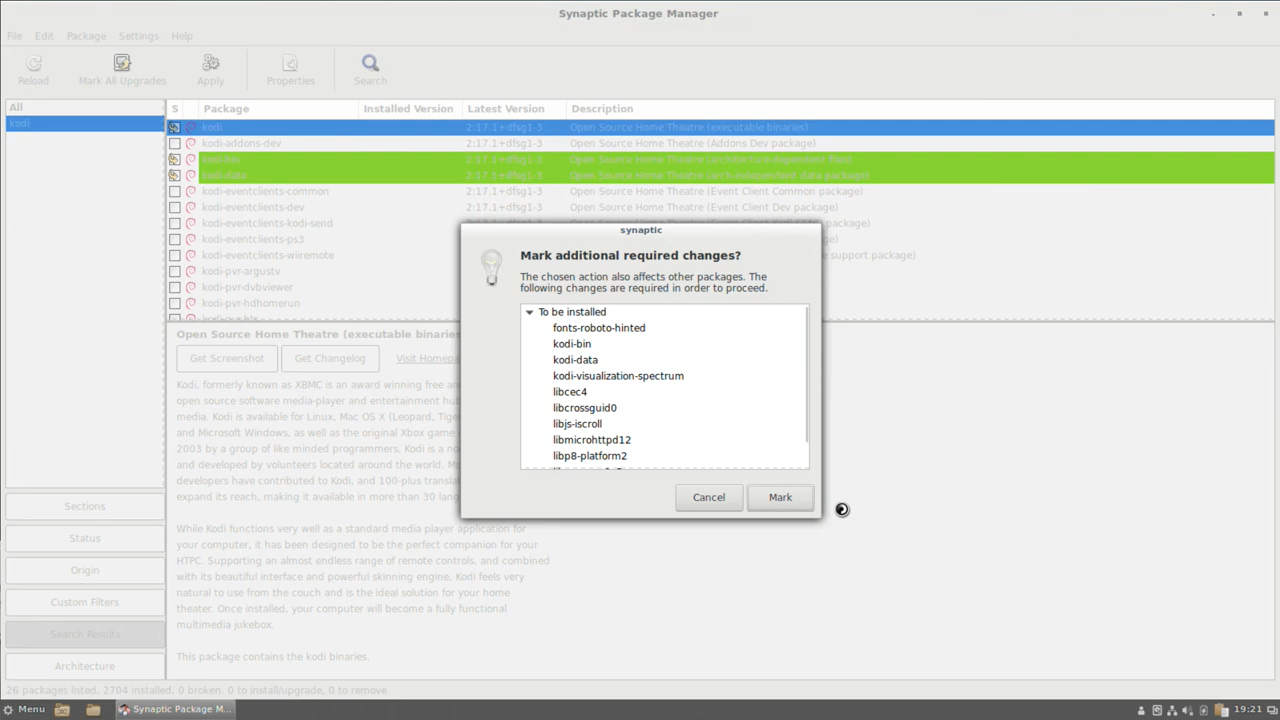 Synaptic Package Manager
File Edit Package Settings Help
Reload Mark All Upgrades Apply Properties Search
All
kodi
S Package Installed Version Latest Version Description
kodi 2:17.1+dfsg1-3 Open Source Home Theatre (executable binaries)
kodi-addons-dev 2:17.1+dfsg1-3 Open Source Home Theatre (Addons Dev package)
kodi-bin 2:17.1+dfsg1-3 Open Source Home Theatre (architecture-dependent files)
kodi-data 2:17.1+dfsg1-3 Open Source Home Theatre (arch-independent data package)
kodi-eventclients-common 2:17.1+dfsg1-3 Open Source Home Theatre (Event Client Common package)
kodi-eventclients-dev 2:17.1+dfsg1-3 Open Source Home Theatre (Event Client Dev package)
kodi-eventclients-kodi-send
kodi-eventclients-ps3
kodi-eventclients-wiiremote support package)
kodi-pvr-argustv
kodi-pvr-dvbviewer
kodi-pvr-hdhomerun
synaptic
Mark additional required changes?
The chosen action also affects other packages. The
following changes are required in order to proceed.
To be installed
fonts-roboto-hinted
kodi-bin
kodi-data
kodi-visualization-spectrum
libcec4
libcrossguid0
libjs-iscroll
libmicrohttpd12
libp8-platform2
Cancel Mark
Open Source Home Theatre (executable binaries
Get Screenshot Get Changelog Visit Homep
Kodi, formerly known as XBMC is an award winning free an
open source software media-player and entertainment hub
media. Kodi is available for Linux, Mac OS X (Leopard, Tige
and Microsoft Windows, as well as the original Xbox game
2003 by a group of like minded programmers, Kodi is a no
and developed by volunteers located around the world. M
developers have contributed to Kodi, and 100-plus transla
expand its reach, making it available in more than 30 lang
While Kodi functions very well as a standard media player application for
your computer, it has been designed to be the perfect companion for your
HTPC. Supporting an almost endless range of remote controls, and combined
with its beautiful interface and powerful skinning engine, Kodi feels very
natural to use from the couch and is the ideal solution for your home
theater. Once installed, your computer will become a fully functional
multimedia jukebox.
This package contains the kodi binaries.
Sections
Status
Origin
Custom Filters
Search Results
Architecture
26 packages listed, 2704 installed, 0 broken. 0 to install/upgrade, 0 to remove
Menu Synaptic Package M... 19:21